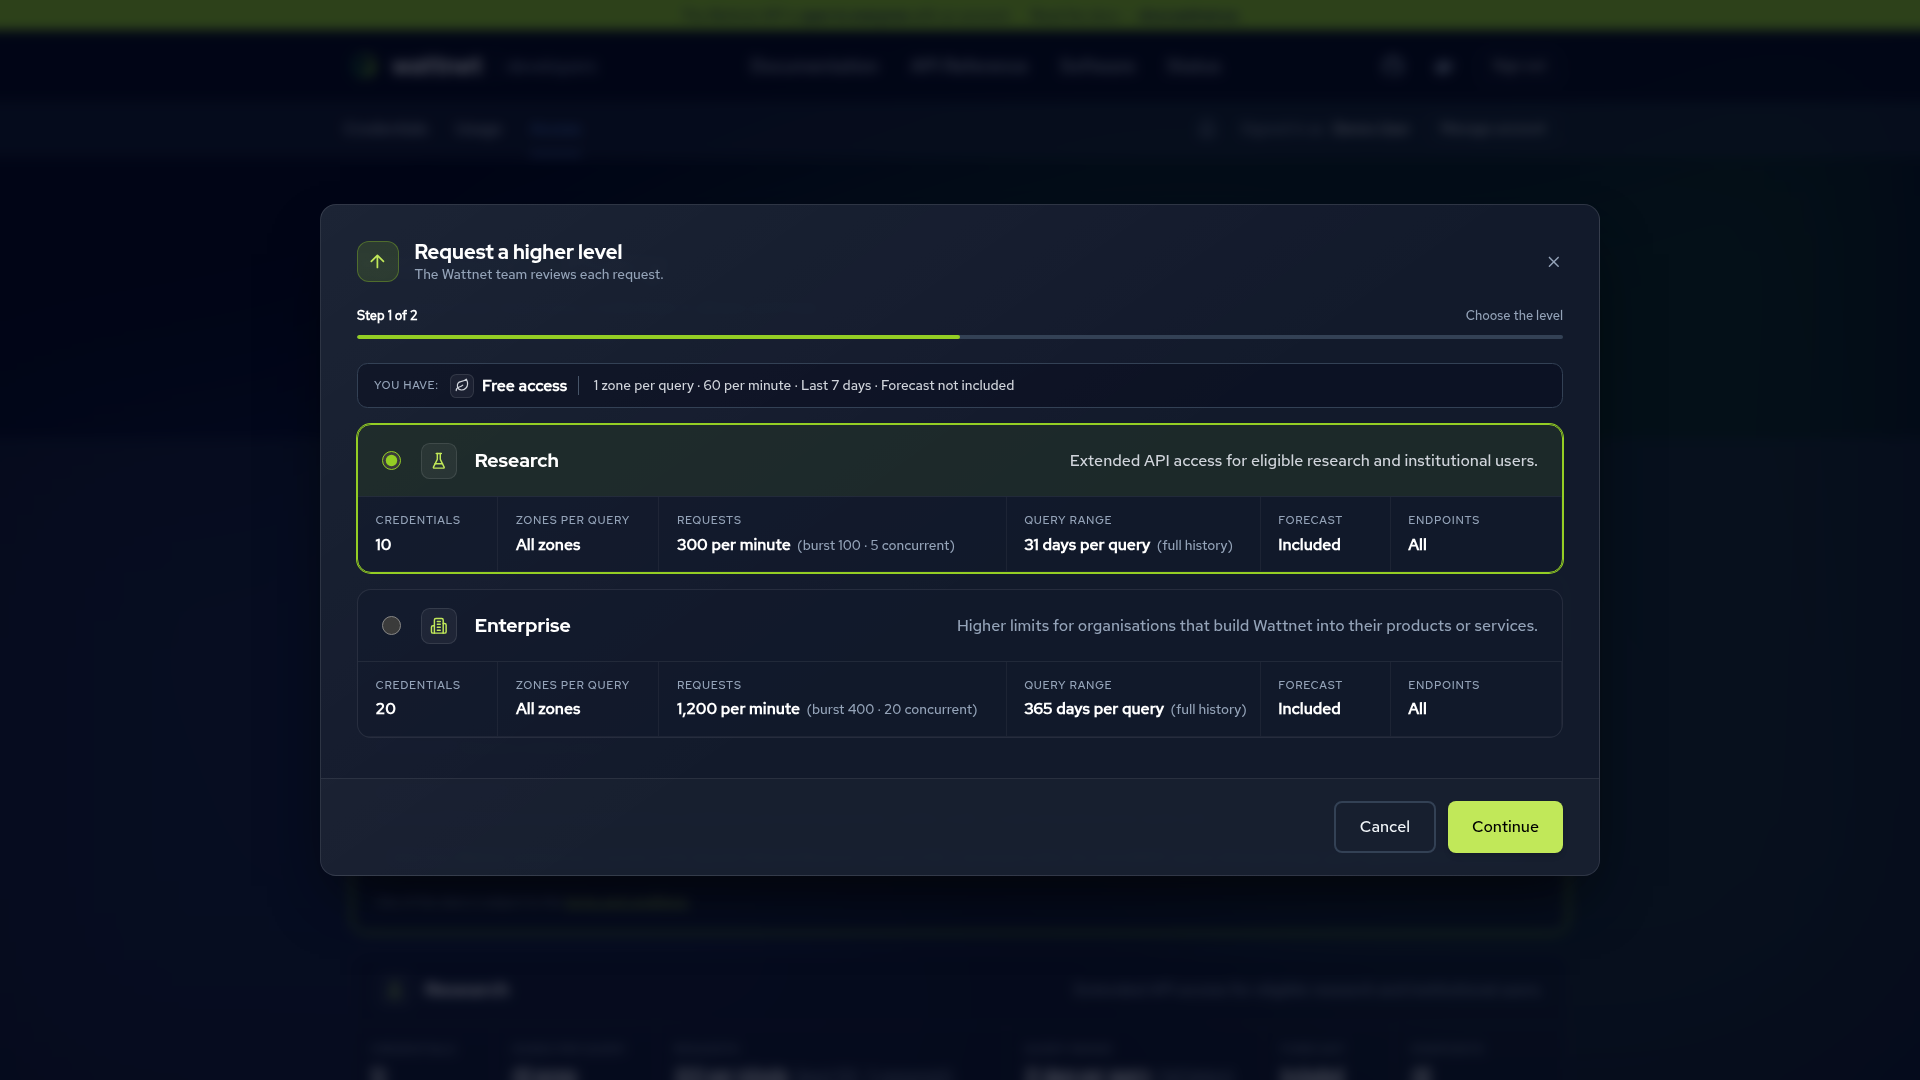 Request a higher level
The Wattnet team reviews each request.
Step 1 of 2
Choose the level
YOU HAVE: Free access 1 zone per query · 60 per minute · Last 7 days · Forecast not included
Research
Extended API access for eligible research and institutional users.
CREDENTIALS ZONES PER QUERY REQUESTS QUERY RANGE FORECAST ENDPOINTS
10 All zones 300 per minute (burst 100 · 5 concurrent) 31 days per query (full history) Included All
Enterprise
Higher limits for organisations that build Wattnet into their products or services.
CREDENTIALS ZONES PER QUERY REQUESTS QUERY RANGE FORECAST ENDPOINTS
20 All zones 1,200 per minute (burst 400 · 20 concurrent) 365 days per query (full history) Included All
Cancel
Continue